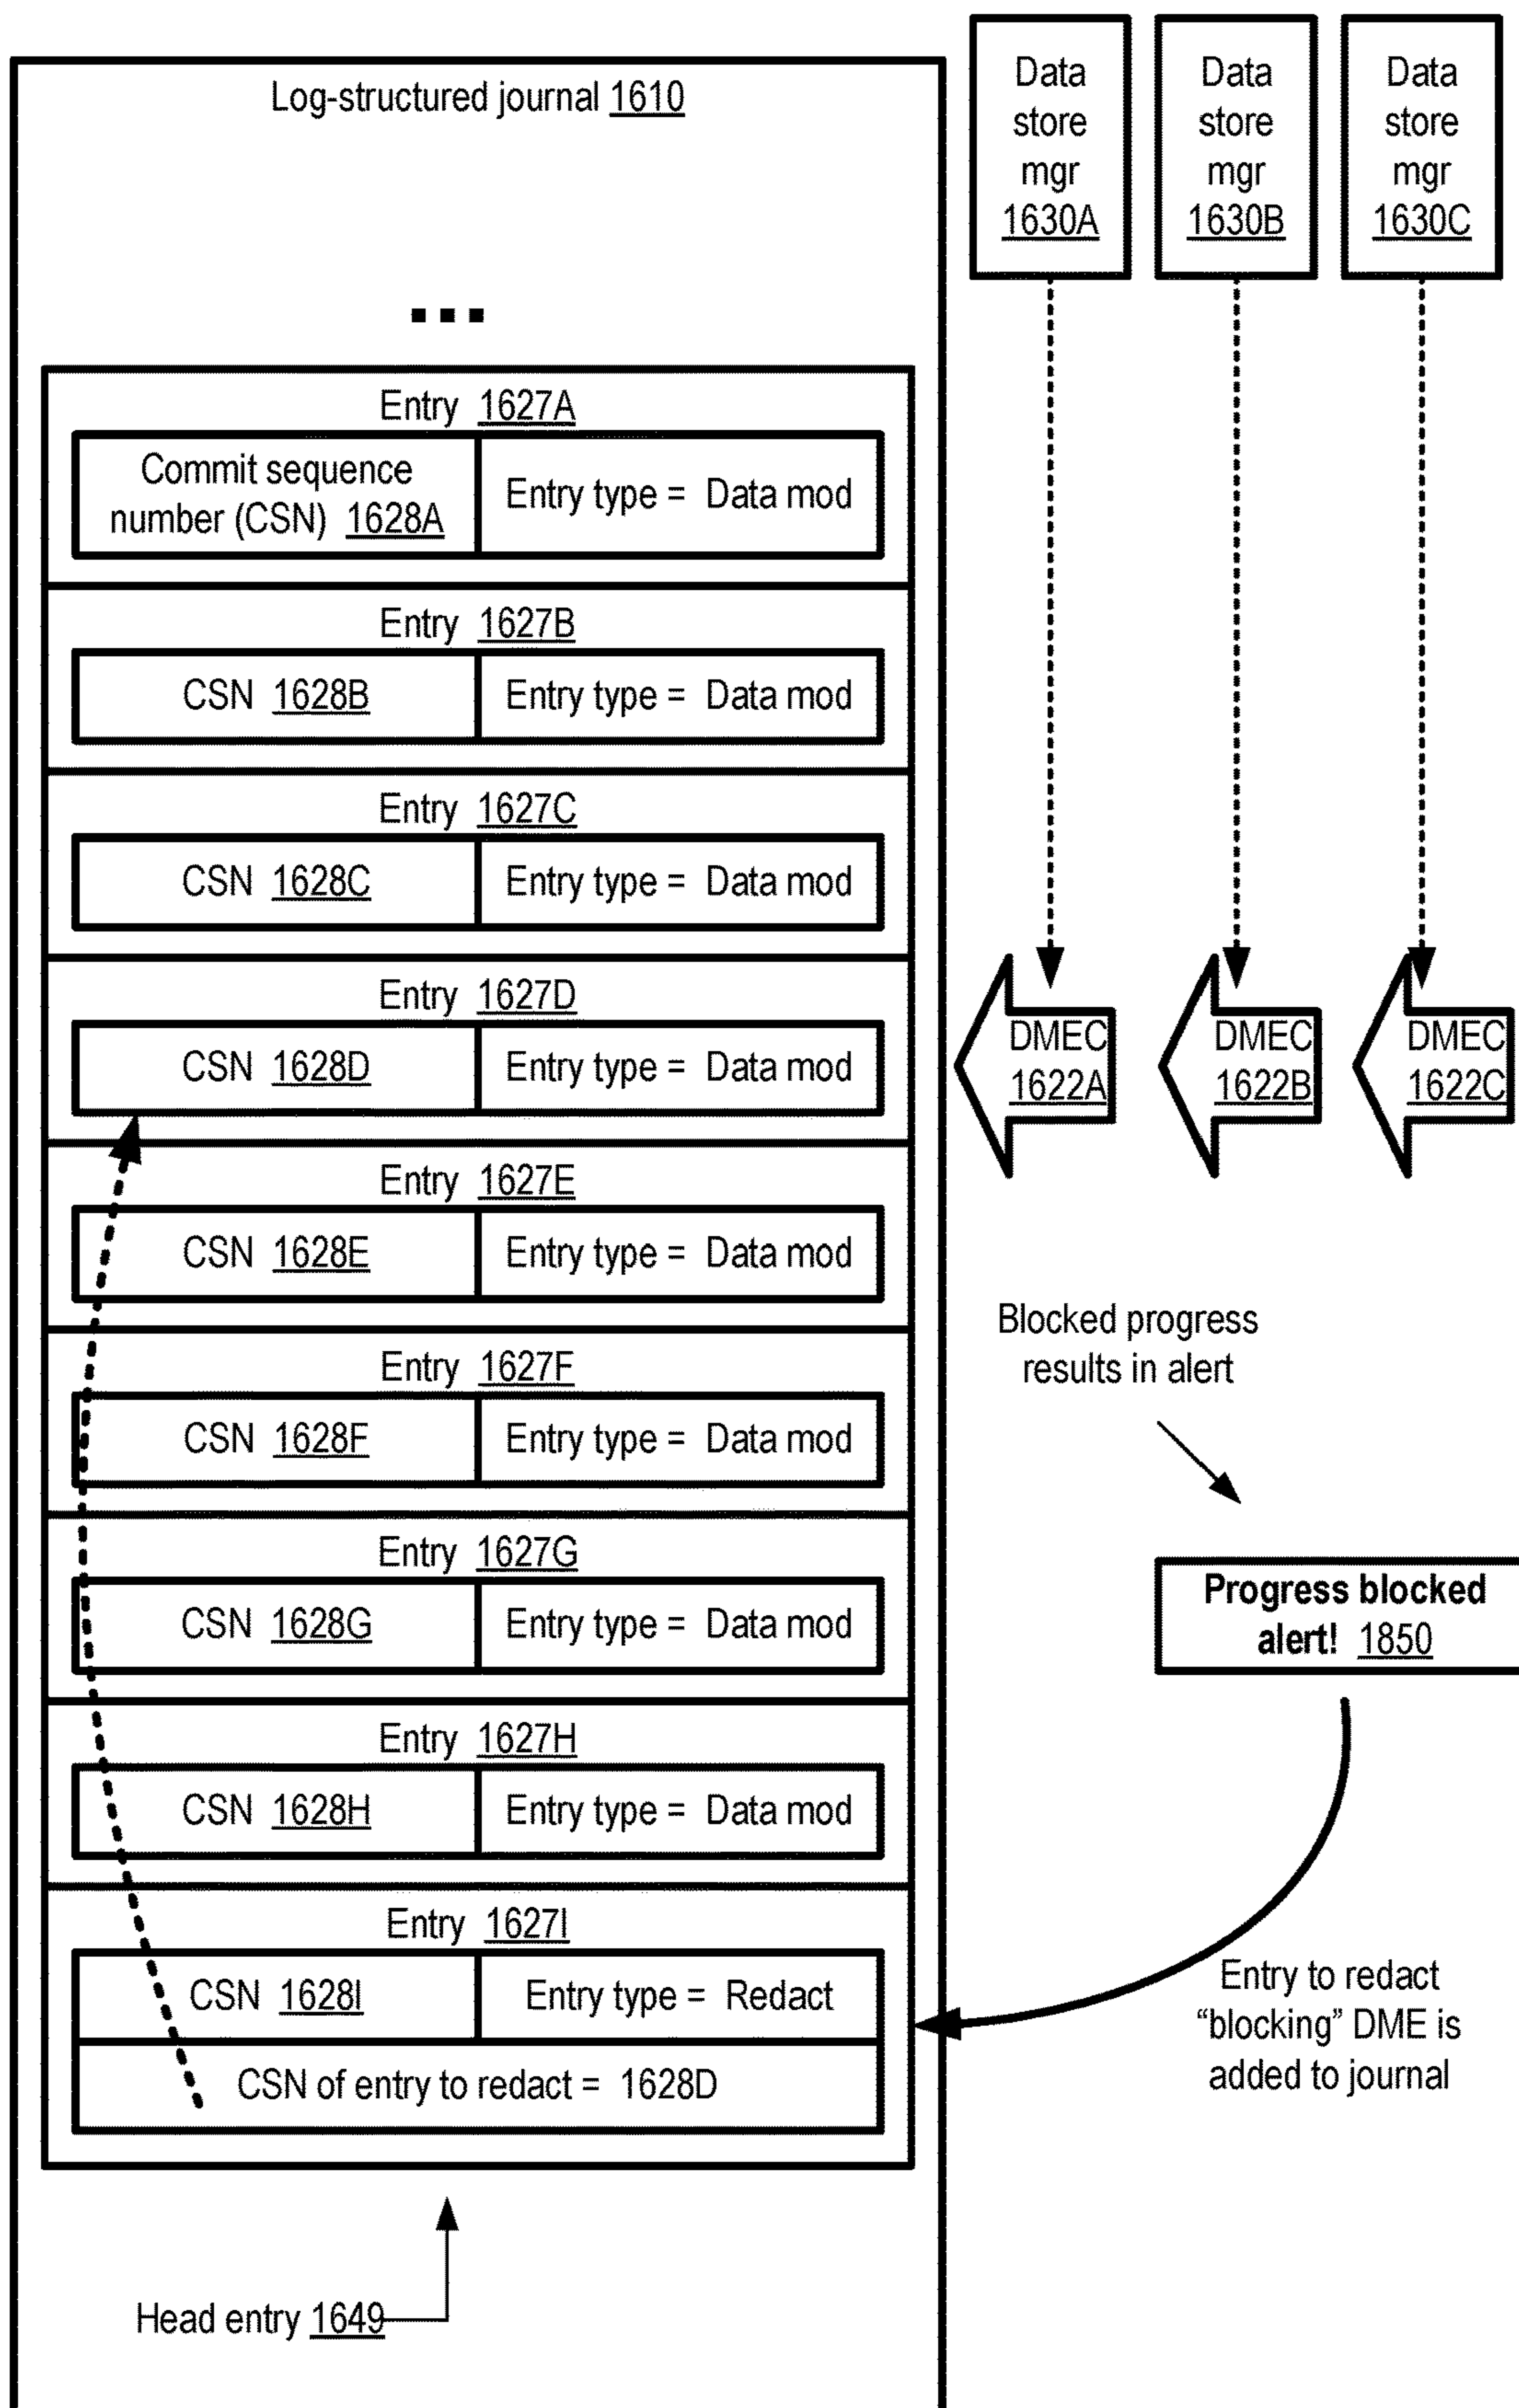 Log-structured journal 1610
Data
store
mgr
1630A
Data
store
mgr
1630B
Data
store
mgr
1630C
Entry 1627A
Commit sequence
number (CSN) 1628A
Entry type = Data mod
Entry 1627B
CSN 1628B
Entry type = Data mod
Entry 1627C
CSN 1628C
Entry type = Data mod
Entry 1627D
CSN 1628D
Entry type = Data mod
DMEC
1622A
DMEC
1622B
DMEC
1622C
Entry 1627E
CSN 1628E
Entry type = Data mod
Blocked progress
results in alert
Entry 1627F
CSN 1628F
Entry type = Data mod
Entry 1627G
CSN 1628G
Entry type = Data mod
Progress blocked
alert! 1850
Entry 1627H
CSN 1628H
Entry type = Data mod
Entry 1627I
CSN 1628I
Entry type = Redact
CSN of entry to redact = 1628D
Entry to redact
“blocking” DME is
added to journal
Head entry 1649